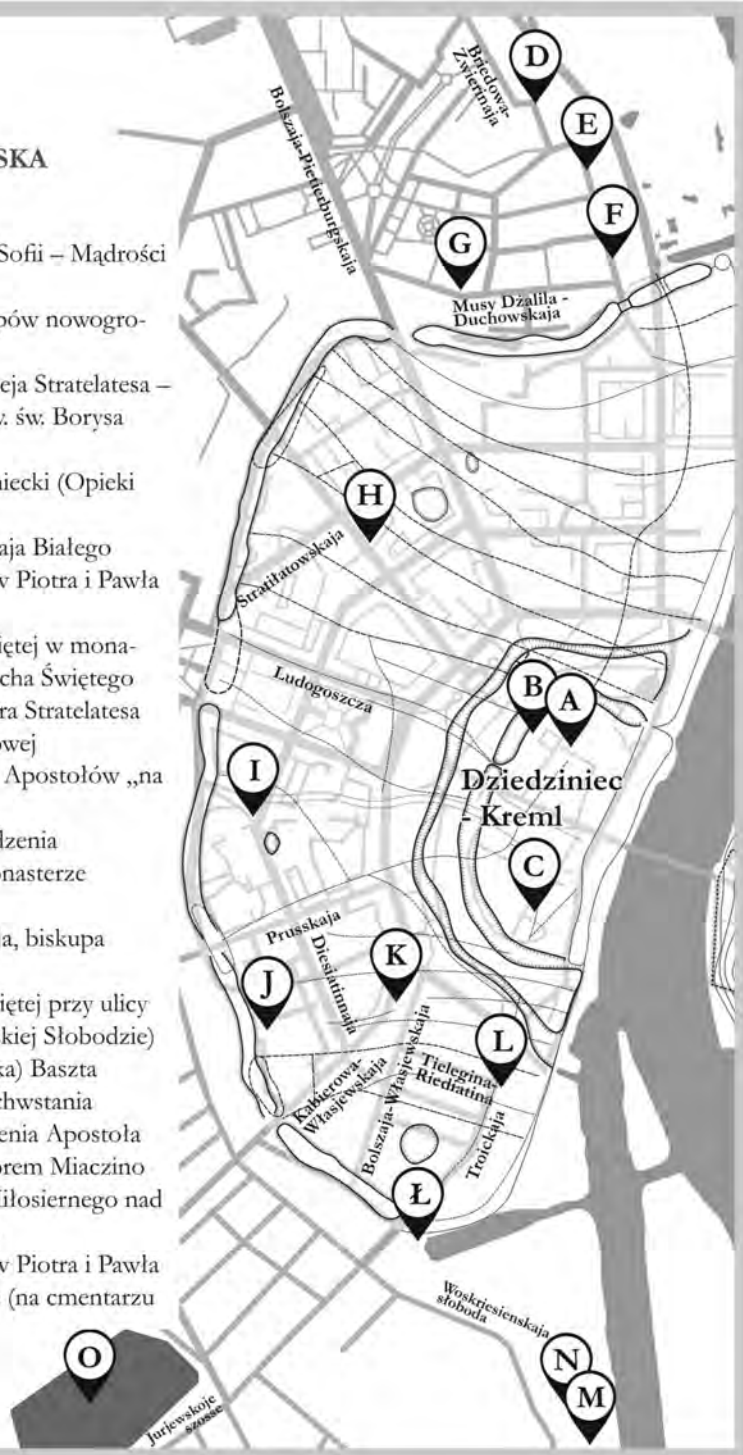 SKA
Sofii – Mądrości
pów nowogro-
eja Stratelatesa –
v. św. Borysa
niecki (Opieki
aja Białego
w Piotra i Pawła
iętej w mona-
cha Świętego
ra Stratelatesa
owej
Apostołów „na
dzenia
onasterze
ja, biskupa
iętej przy ulicy
kiej Słobodzie)
ka) Baszta
chwstania
enia Apostoła
orem Miaczino
Miłosiernego nad
w Piotra i Pawła
(na cmentarzu
D
Briedowa-
Zwierinaja
Bolszaja-Pietierburgskaja
E
F
G
Musy Dżalila -
Duchowskaja
H
Stratiłatowskaja
Ludogoszcza
B
A
I
Dziedziniec
- Kreml
C
Prusskaja
Diesiatinnaja
K
J
L
Tielegina-
Riediatina
Kabierowa-
Własjewskaja
Bolszaja-Własjewskaja
Troickaja
Ł
Woskriesienskaja
słoboda
N
M
O
Jurjewskoje
szosse